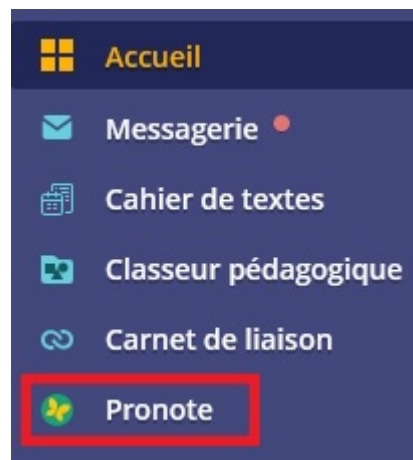 Accueil
Messagerie
Cahier de textes
Classeur pédagogique
Carnet de liaison
Pronote